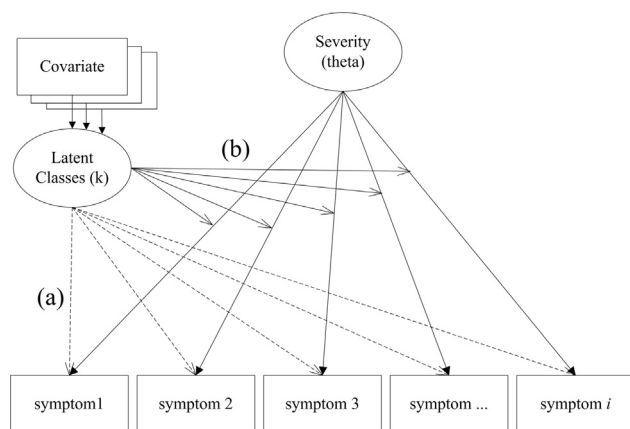 Severity
(theta)
Covariate
(b)
Latent
Classes (k)
(a)
symptom1
symptom 2
symptom 3
symptom ...
symptom i